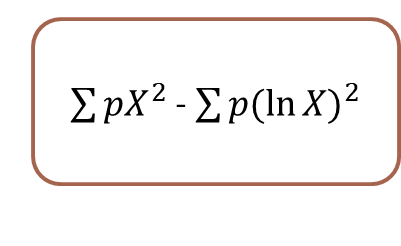 ∑ pX² - ∑ p(ln X)²